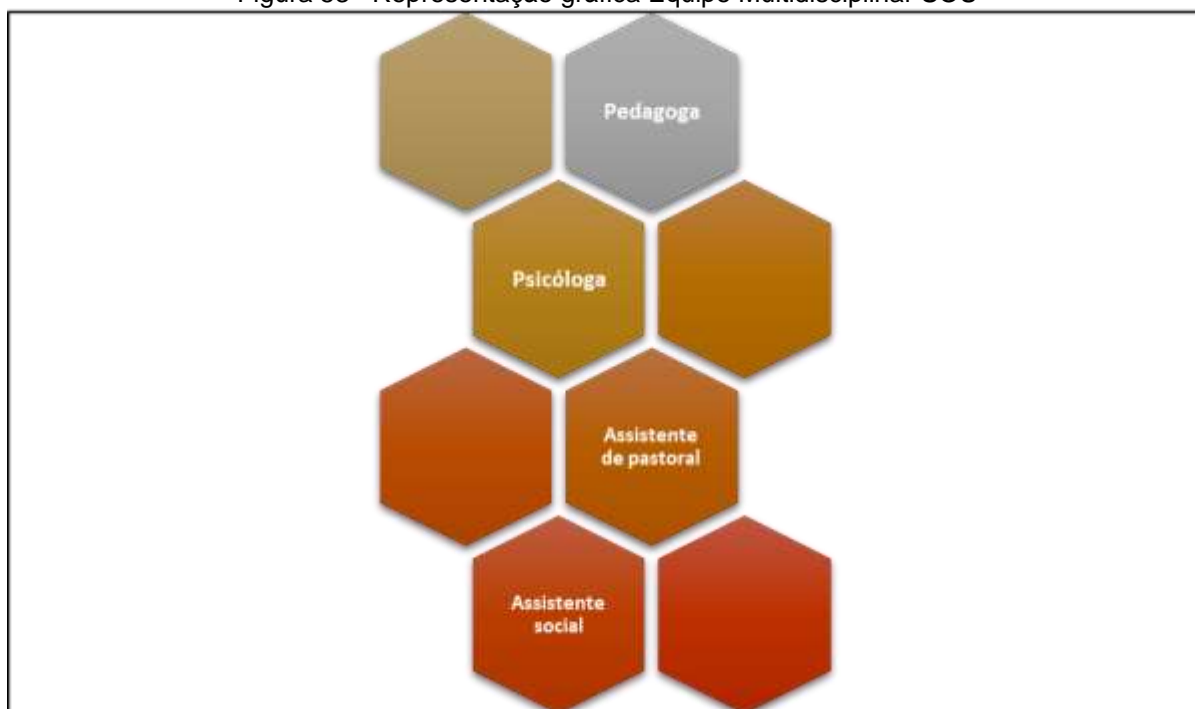 Representação gráfica Equipe Multidisciplinar
Pedagoga
Psicóloga
Assistente
de pastoral
Assistente
social